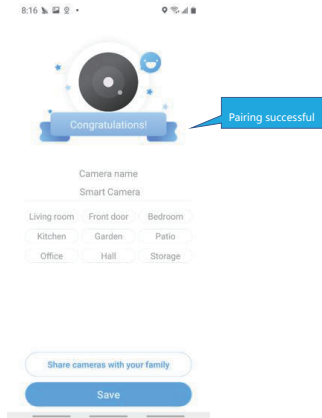 8:16
Congratulations!
Pairing successful
Camera name
Smart Camera
Living room Front door Bedroom
Kitchen Garden Patio
Office Hall Storage
Share cameras with your family
Save